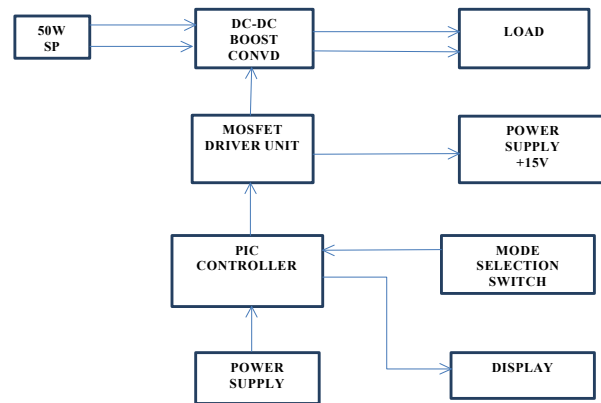 50W
SP
DC-DC
BOOST
CONVD
LOAD
MOSFET
DRIVER UNIT
POWER
SUPPLY
+15V
PIC
CONTROLLER
MODE
SELECTION
SWITCH
POWER
SUPPLY
DISPLAY